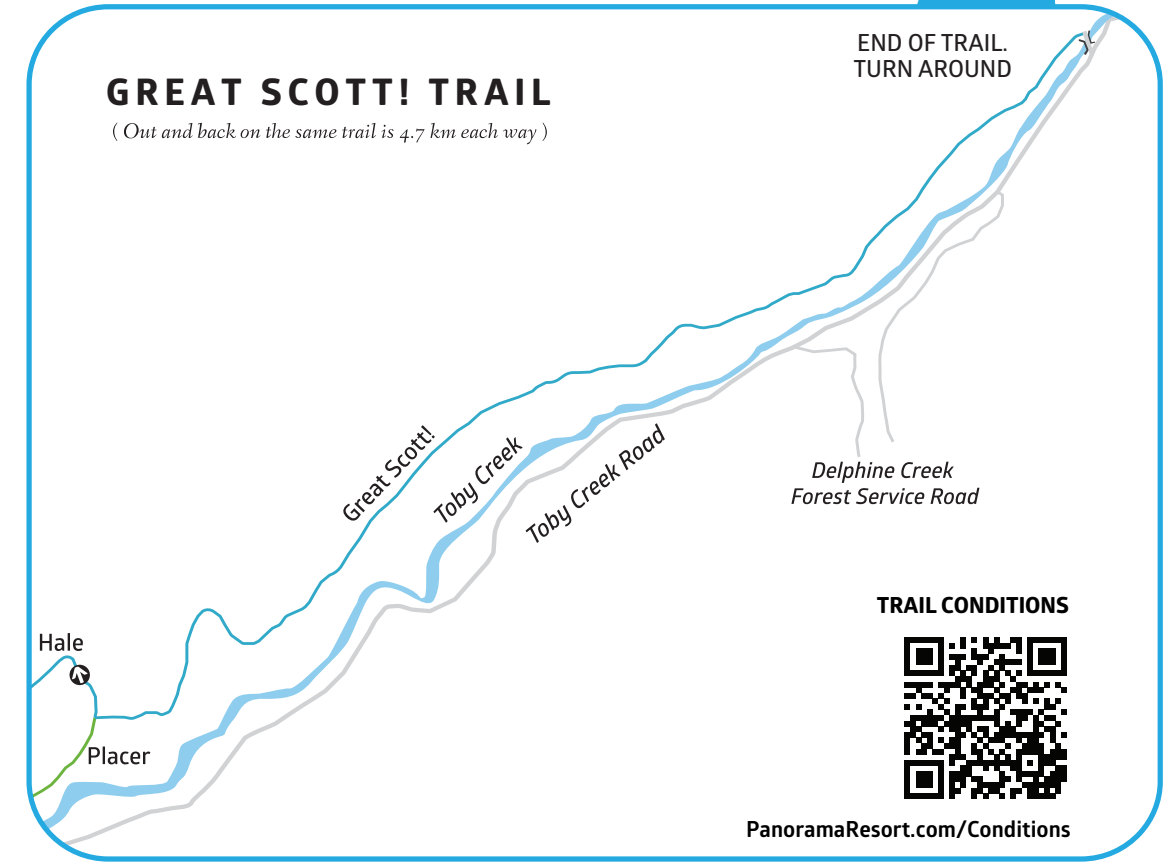 END OF TRAIL.
TURN AROUND
GREAT SCOTT! TRAIL
( Out and back on the same trail is 4.7 km each way )
Great Scott!
Toby Creek
Toby Creek Road
Delphine Creek
Forest Service Road
TRAIL CONDITIONS
Hale
Placer
PanoramaResort.com/Conditions